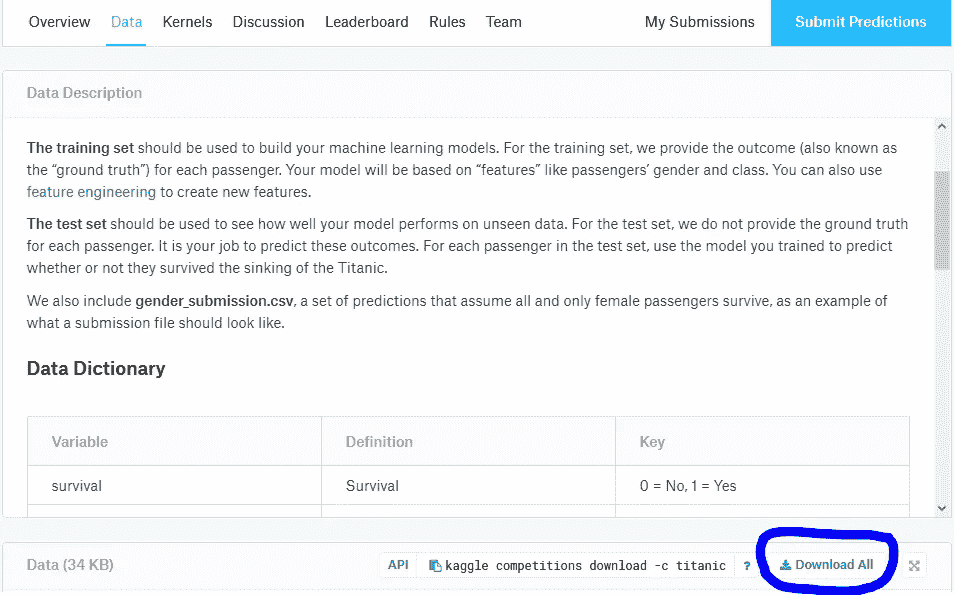 Overview Data Kernels Discussion Leaderboard Rules Team My Submissions Submit Predictions
Data Description
The training set should be used to build your machine learning models. For the training set, we provide the outcome (also known as
the “ground truth”) for each passenger. Your model will be based on “features” like passengers’ gender and class. You can also use
feature engineering to create new features.
The test set should be used to see how well your model performs on unseen data. For the test set, we do not provide the ground truth
for each passenger. It is your job to predict these outcomes. For each passenger in the test set, use the model you trained to predict
whether or not they survived the sinking of the Titanic.
We also include gender_submission.csv, a set of predictions that assume all and only female passengers survive, as an example of
what a submission file should look like.
Data Dictionary
Variable Definition Key
survival Survival 0 = No, 1 = Yes
Data (34 KB) API kaggle competitions download -c titanic ? Download All